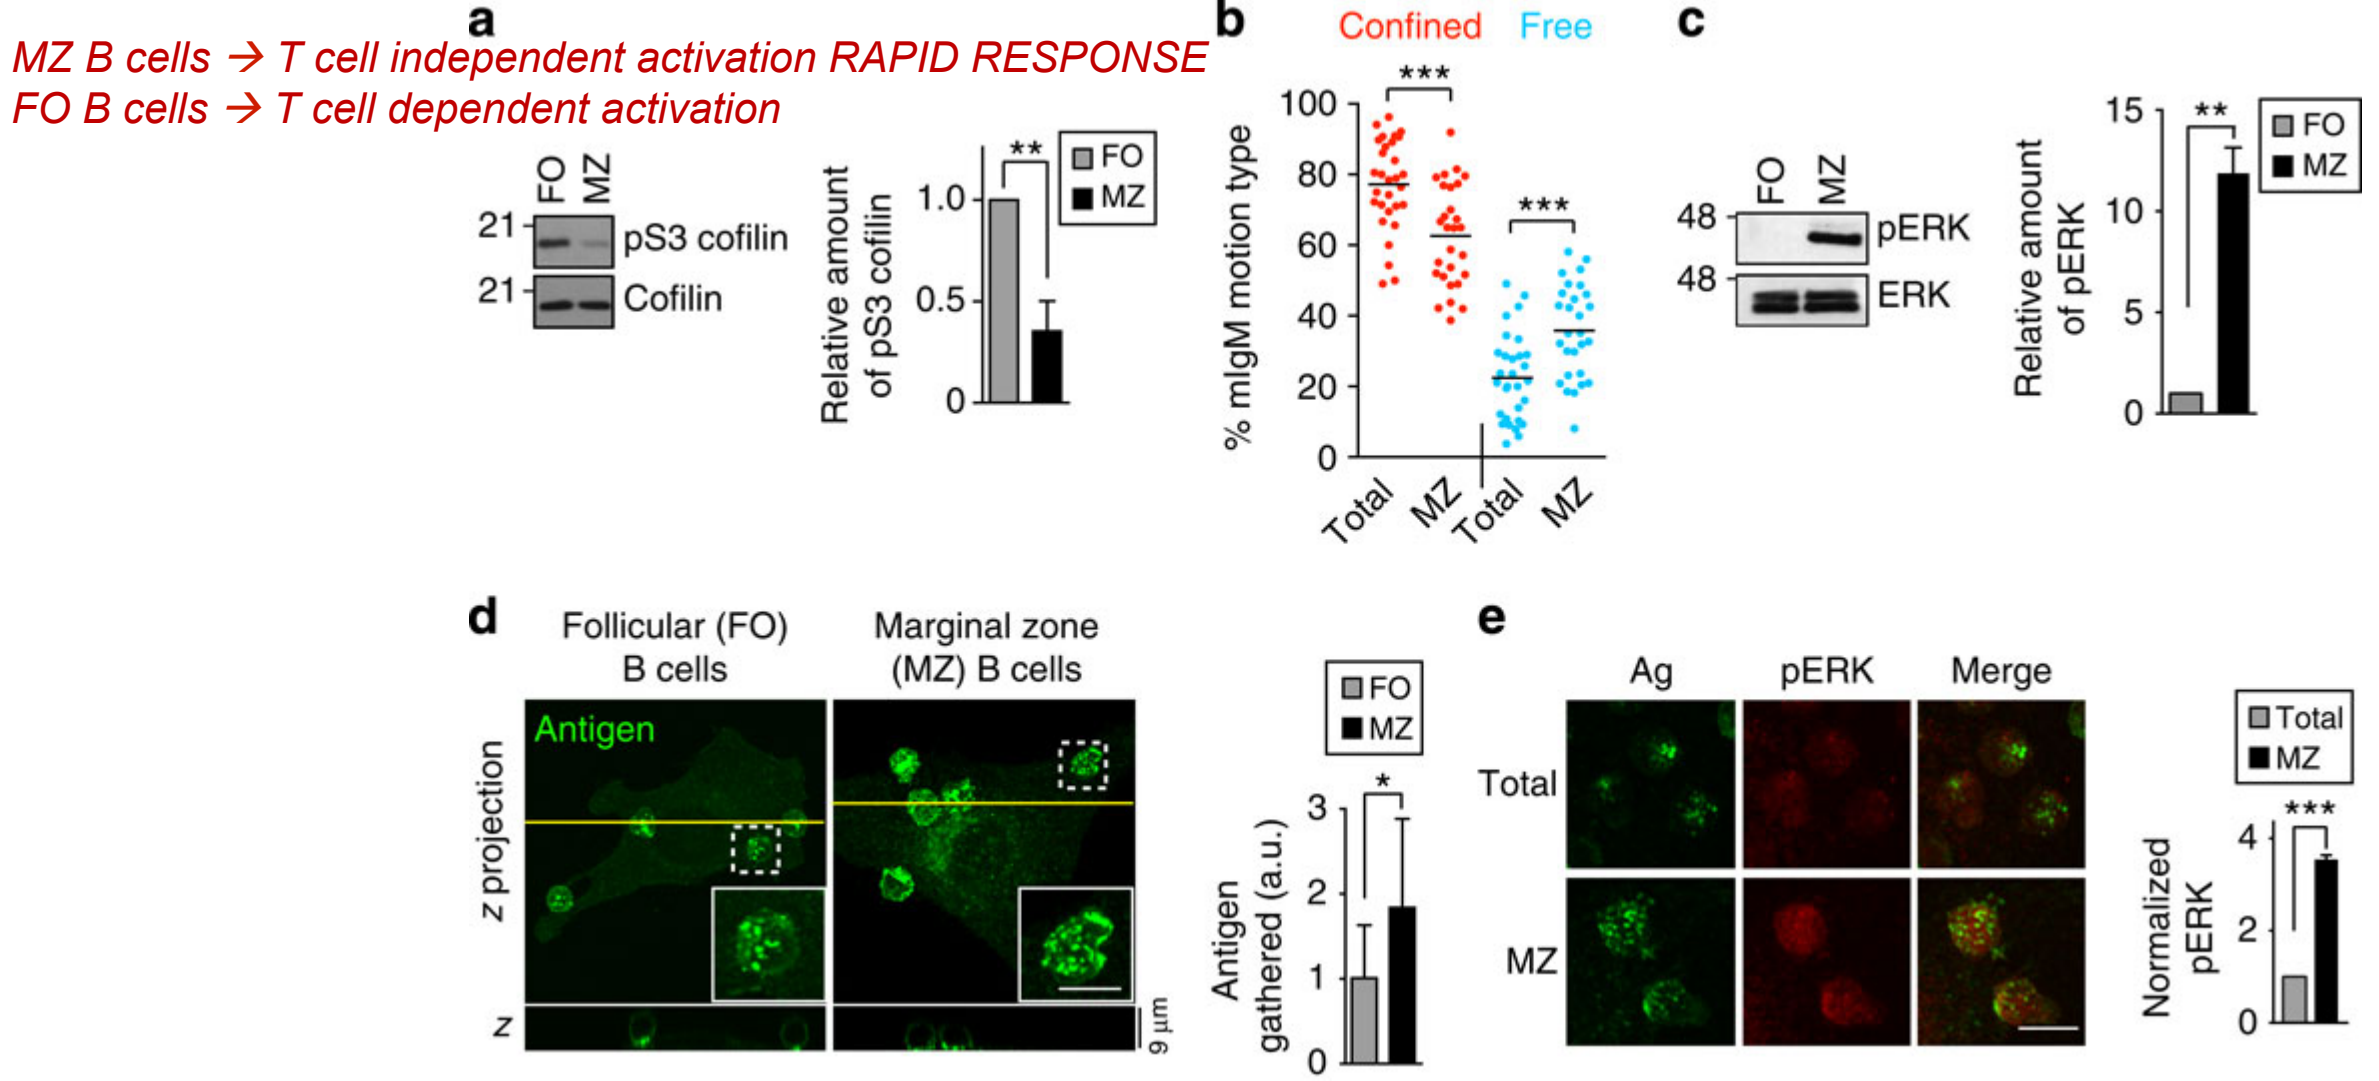 MZ B cells → T cell independent activation RAPID RESPONSE
FO B cells → T cell dependent activation
a
FO
MZ
21
pS3 cofilin
21
Cofilin
Relative amount
of pS3 cofilin
1.0
0.5
0
**
FO
MZ
b
Confined
Free
% mIgM motion type
100
80
60
40
20
0
***
***
Total
MZ
Total
MZ
c
FO
MZ
48
pERK
48
ERK
Relative amount
of pERK
15
10
5
0
**
FO
MZ
d
Follicular (FO)
B cells
Marginal zone
(MZ) B cells
z projection
Antigen
z
9 μm
Antigen
gathered (a.u.)
FO
MZ
*
3
2
1
0
e
Ag
pERK
Merge
Total
MZ
Total
MZ
***
Normalized
pERK
4
2
0